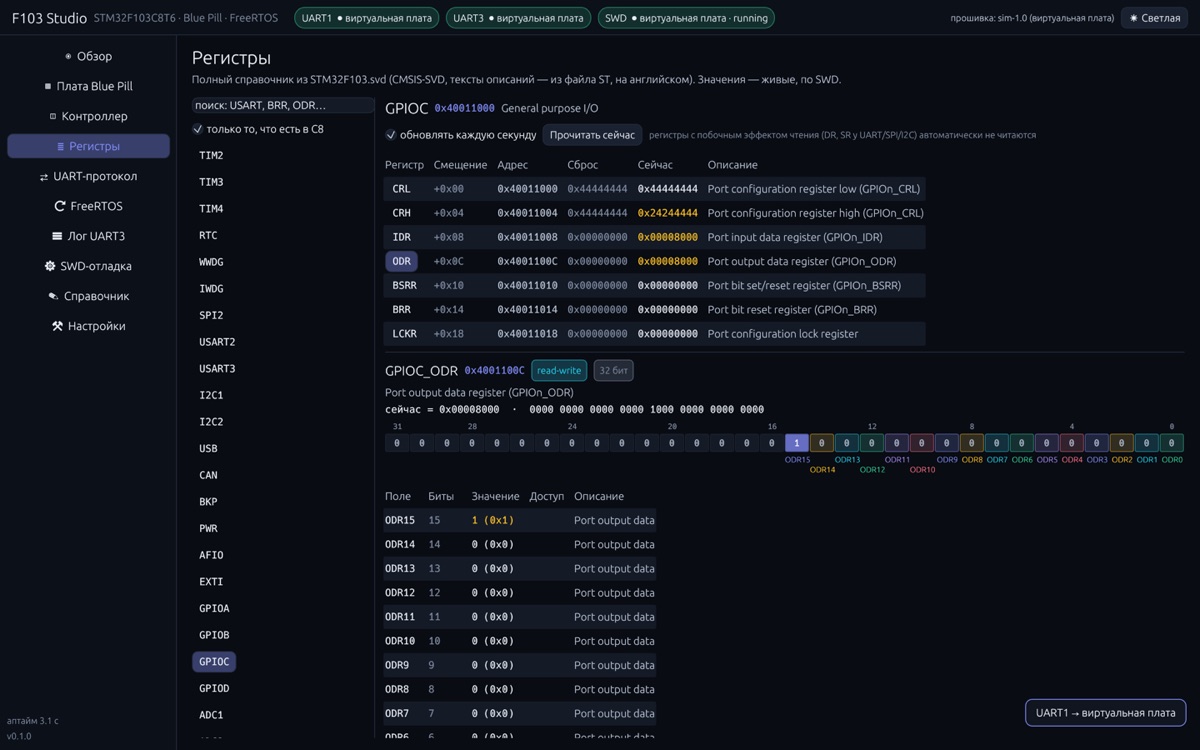 F103 Studio STM32F103C8T6 · Blue Pill · FreeRTOS UART1 ● виртуальная плата UART3 ● виртуальная плата SWD ● виртуальная плата · running прошивка: sim-1.0 (виртуальная плата) ☀ Светлая
Обзор
Плата Blue Pill
Контроллер
Регистры
UART-протокол
FreeRTOS
Лог UART3
SWD-отладка
Справочник
Настройки
аптайм 3.1 с
v0.1.0
Регистры
Полный справочник из STM32F103.svd (CMSIS-SVD, тексты описаний — из файла ST, на английском). Значения — живые, по SWD.
поиск: USART, BRR, ODR…
✓ только то, что есть в C8
TIM2
TIM3
TIM4
RTC
WWDG
IWDG
SPI2
USART2
USART3
I2C1
I2C2
USB
CAN
BKP
PWR
AFIO
EXTI
GPIOA
GPIOB
GPIOC
GPIOD
ADC1
GPIOC 0x40011000 General purpose I/O
✓ обновлять каждую секунду Прочитать сейчас регистры с побочным эффектом чтения (DR, SR у UART/SPI/I2C) автоматически не читаются
Регистр Смещение Адрес Сброс Сейчас Описание
CRL +0x00 0x40011000 0x44444444 0x44444444 Port configuration register low (GPIOn_CRL)
CRH +0x04 0x40011004 0x44444444 0x24244444 Port configuration register high (GPIOn_CRL)
IDR +0x08 0x40011008 0x00000000 0x00008000 Port input data register (GPIOn_IDR)
ODR +0x0C 0x4001100C 0x00000000 0x00008000 Port output data register (GPIOn_ODR)
BSRR +0x10 0x40011010 0x00000000 0x00000000 Port bit set/reset register (GPIOn_BSRR)
BRR +0x14 0x40011014 0x00000000 0x00000000 Port bit reset register (GPIOn_BRR)
LCKR +0x18 0x40011018 0x00000000 0x00000000 Port configuration lock register
GPIOC_ODR 0x4001100C read-write 32 бит
Port output data register (GPIOn_ODR)
сейчас = 0x00008000 · 0000 0000 0000 0000 1000 0000 0000 0000
31 28 24 20 16 12 8 4 0
0 0 0 0 0 0 0 0 0 0 0 0 0 0 0 0 1 0 0 0 0 0 0 0 0 0 0 0 0 0 0 0
ODR15 ODR13 ODR11 ODR9 ODR8 ODR7 ODR6 ODR5 ODR4 ODR3 ODR2 ODR1 ODR0
ODR14 ODR12 ODR10
Поле Биты Значение Доступ Описание
ODR15 15 1 (0x1) Port output data
ODR14 14 0 (0x0) Port output data
ODR13 13 0 (0x0) Port output data
ODR12 12 0 (0x0) Port output data
ODR11 11 0 (0x0) Port output data
ODR10 10 0 (0x0) Port output data
ODR9 9 0 (0x0) Port output data
ODR8 8 0 (0x0) Port output data
ODR7 7 0 (0x0) Port output data
ODR6 6 0 (0x0) Port output data
UART1 → виртуальная плата